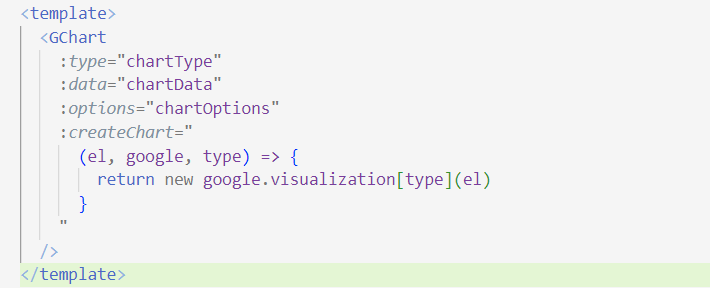 <template>
<GChart
:type="chartType"
:data="chartData"
:options="chartOptions"
:createChart="
(el, google, type) => {
return new google.visualization[type](el)
}
"
/>
</template>